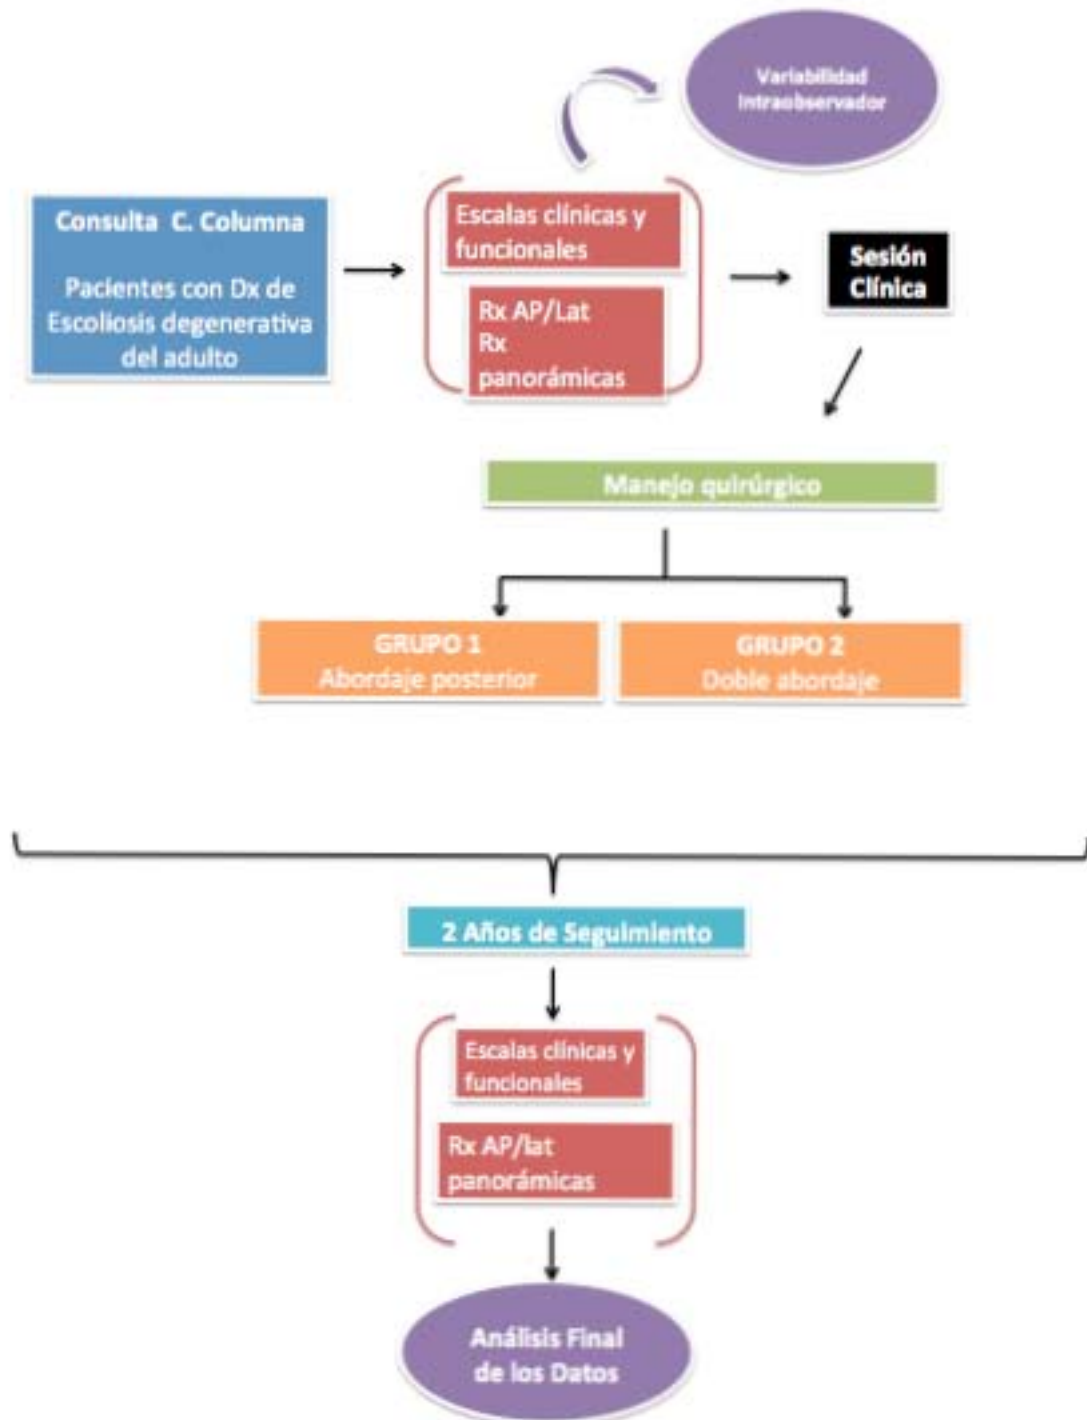 Variabilidad
Intraobservador
Consulta C. Columna
Pacientes con Dx de
Escoliosis degenerativa
del adulto
Escalas clínicas y
funcionales
Rx AP/Lat
Rx
panorámicas
Sesión
Clínica
Manejo quirúrgico
GRUPO 1
Abordaje posterior
GRUPO 2
Doble abordaje
2 Años de Seguimiento
Escalas clínicas y
funcionales
Rx AP/lat
panorámicas
Análisis Final
de los Datos